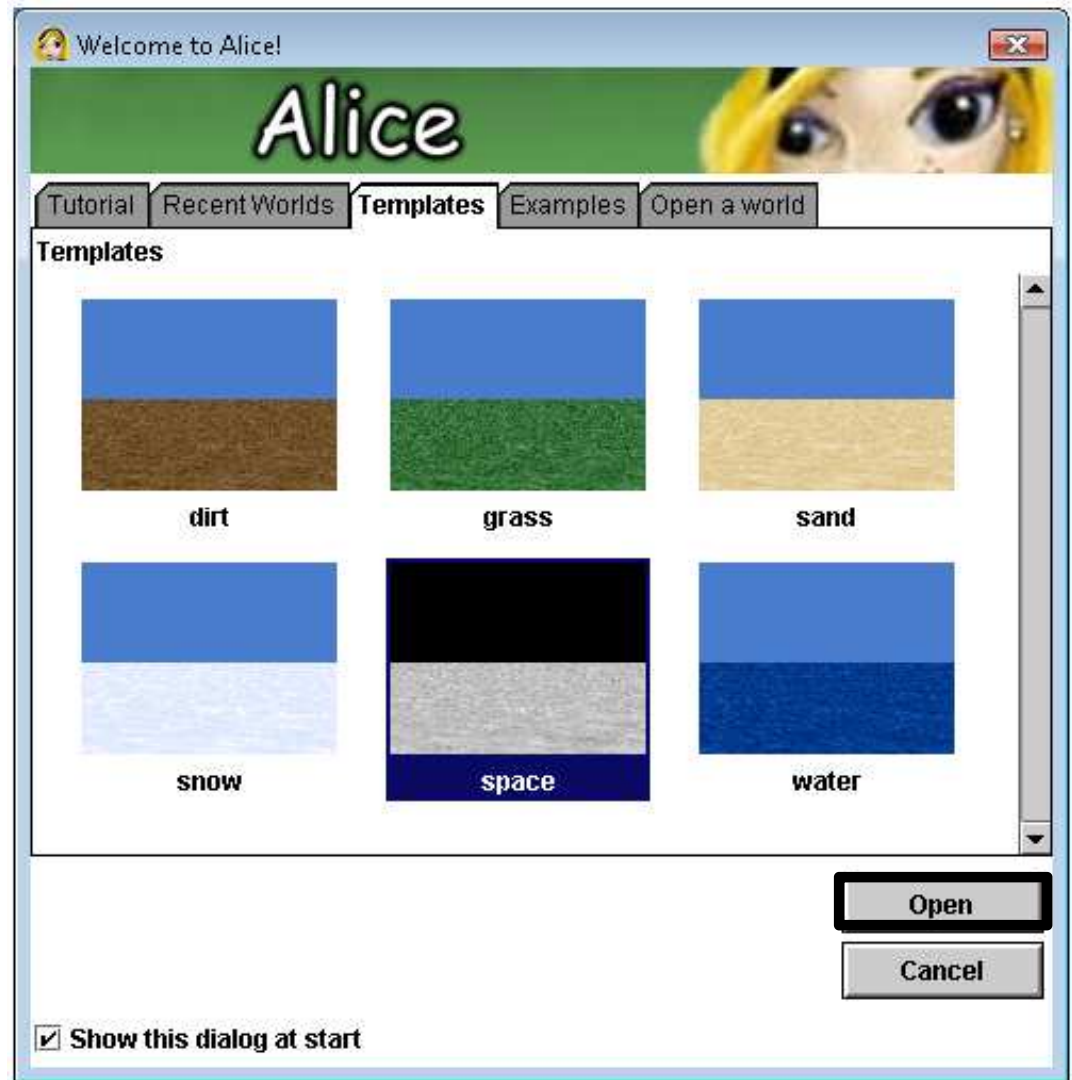 Welcome to Alice!
Alice
Tutorial Recent Worlds Templates Examples Open a world
Templates
dirt grass sand
snow space water
Open
Cancel
Show this dialog at start